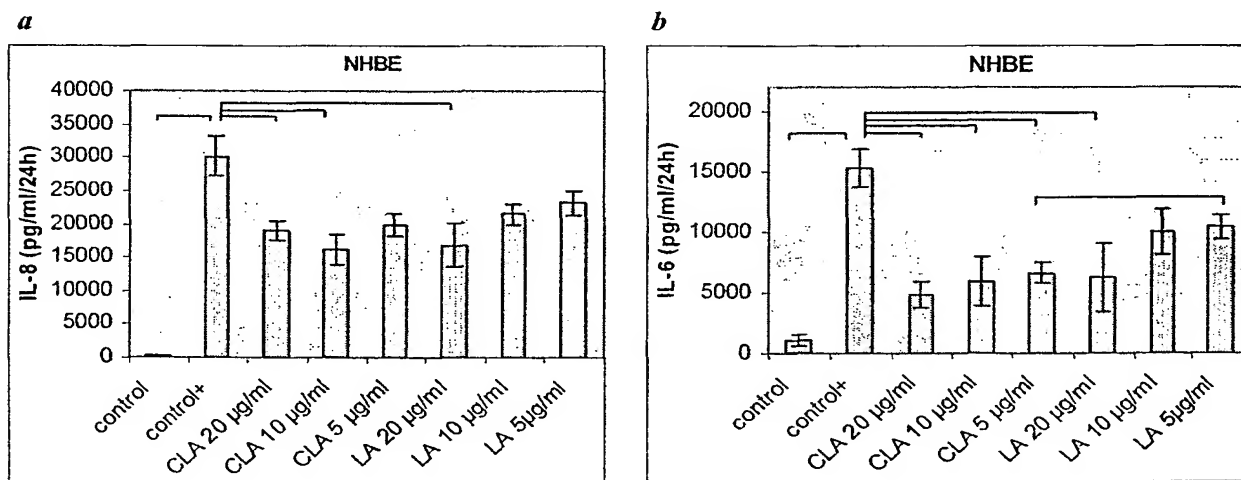 a
NHBE
IL-8 (pg/ml/24h)
40000
35000
30000
25000
20000
15000
10000
5000
0
control
control+
CLA 20 µg/ml
CLA 10 µg/ml
CLA 5 µg/ml
LA 20 µg/ml
LA 10 µg/ml
LA 5µg/ml
b
NHBE
IL-6 (pg/ml/24h)
20000
15000
10000
5000
0
control
control+
CLA 20 µg/ml
CLA 10 µg/ml
CLA 5 µg/ml
LA 20 µg/ml
LA 10 µg/ml
LA 5µg/ml